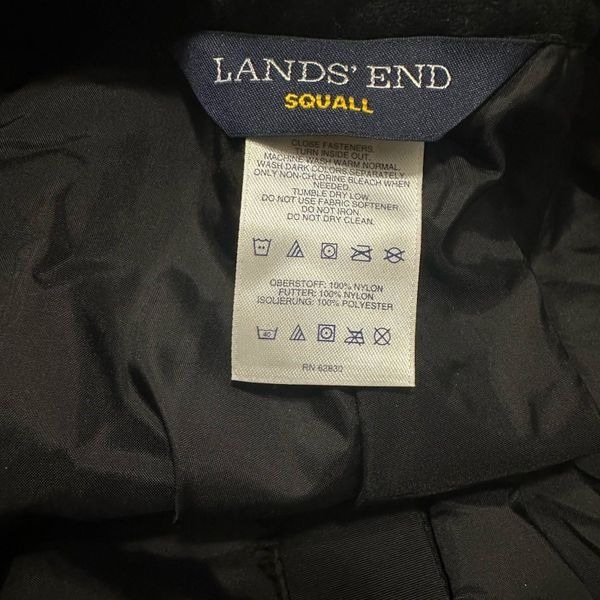 LANDS' END
SQUALL
CLOSE FASTENERS.
TURN INSIDE OUT.
MACHINE WASH WARM NORMAL.
WASH DARK COLORS SEPARATELY
ONLY NON-CHLORINE BLEACH WHEN
NEEDED.
TUMBLE DRY LOW.
DO NOT USE FABRIC SOFTENER
DO NOT IRON.
DO NOT DRY CLEAN.
OBERSTOFF: 100% NYLON
FUTTER: 100% NYLON
ISOLIERUNG: 100% POLYESTER
40
RN 62830